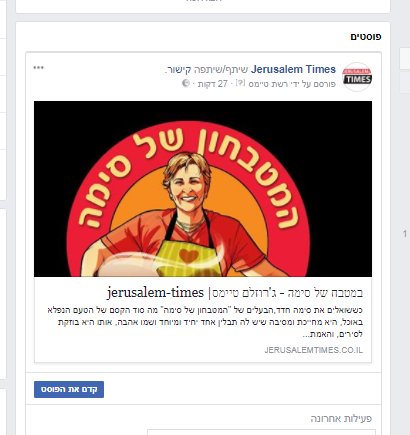 פוסטים
Jerusalem Times שיתף/שיתפה קישור.
פורסם על ידי רשת טיימס [?] · 27 דקות ·
JERUSALEM
TIMES
המטבחון של סימה
במטבח של סימה - ג'רוזלם טיימס| jerusalem-times
כששואלים את סימה חדד,הבעלים של "המטבחון של סימה" מה סוד הקסם של הטעם הנפלא
באוכל, היא מחייכת ומסיבה שיש לה תבלין אחד יחיד ומיוחד ושמו אהבה, אותו היא בוזקת
לסירים, והאמת...
JERUSALEMTIMES.CO.IL
קדם את הפוסט
פעילות אחרונה
1